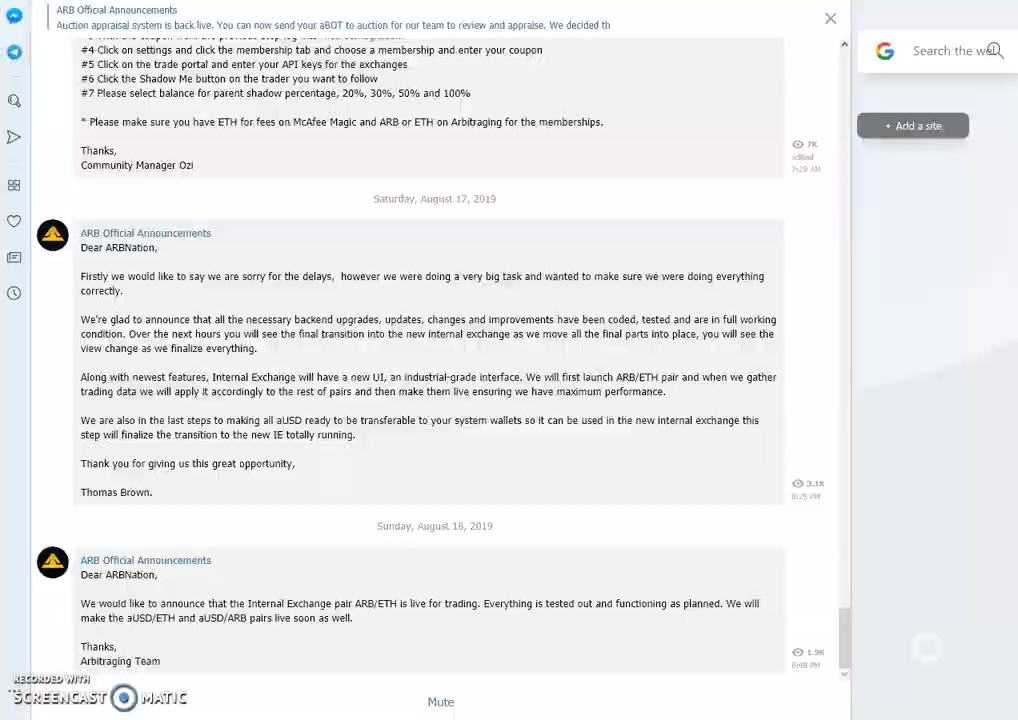 ARB Official Announcements
Auction appraisal system is back live. You can now send your aBOT to auction for our team to review and appraise. We decided th
#4 Click on settings and click the membership tab and choose a membership and enter your coupon
#5 Click on the trade portal and enter your API keys for the exchanges
#6 Click the Shadow Me button on the trader you want to follow
#7 Please select balance for parent shadow percentage, 20%, 30%, 50% and 100%
* Please make sure you have ETH for fees on McAfee Magic and ARB or ETH on Arbitraging for the memberships.
Thanks,
Community Manager Ozi
7K
edited
7:29 AM
Saturday, August 17, 2019
ARB Official Announcements
Dear ARBNation,
Firstly we would like to say we are sorry for the delays, however we were doing a very big task and wanted to make sure we were doing everything
correctly.
We're glad to announce that all the necessary backend upgrades, updates, changes and improvements have been coded, tested and are in full working
condition. Over the next hours you will see the final transition into the new internal exchange as we move all the final parts into place, you will see the
view change as we finalize everything.
Along with newest features, Internal Exchange will have a new UI, an industrial-grade interface. We will first launch ARB/ETH pair and when we gather
trading data we will apply it accordingly to the rest of pairs and then make them live ensuring we have maximum performance.
We are also in the last steps to making all aUSD ready to be transferable to your system wallets so it can be used in the new internal exchange this
step will finalize the transition to the new IE totally running.
Thank you for giving us this great opportunity,
Thomas Brown.
3.1K
Sunday, August 18, 2019
ARB Official Announcements
Dear ARBNation,
We would like to announce that the Internal Exchange pair ARB/ETH is live for trading. Everything is tested out and functioning as planned. We will
make the aUSD/ETH and aUSD/ARB pairs live soon as well.
Thanks,
Arbitraging Team
1.9K
Mute
Search the we
+ Add a site
RECORDED WITH
SCREENCAST MATIC